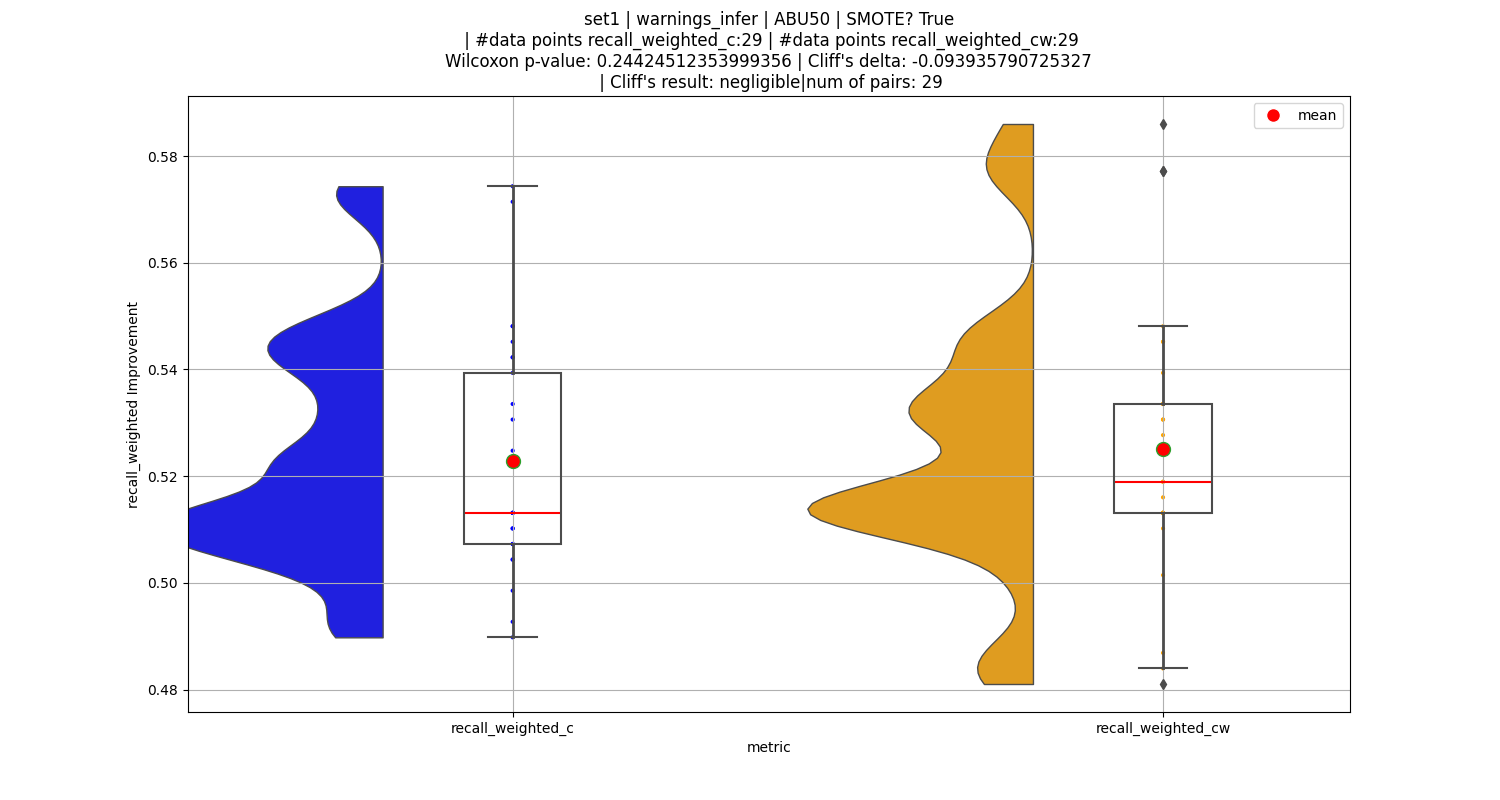 set1 | warnings_infer | ABU50 | SMOTE? True
| #data points recall_weighted_c:29 | #data points recall_weighted_cw:29
Wilcoxon p-value: 0.24424512353999356 | Cliff's delta: -0.093935790725327
| Cliff's result: negligible|num of pairs: 29
mean
0.58
0.56
0.54
0.52
0.50
0.48
recall_weighted Improvement
recall_weighted_c
recall_weighted_cw
metric